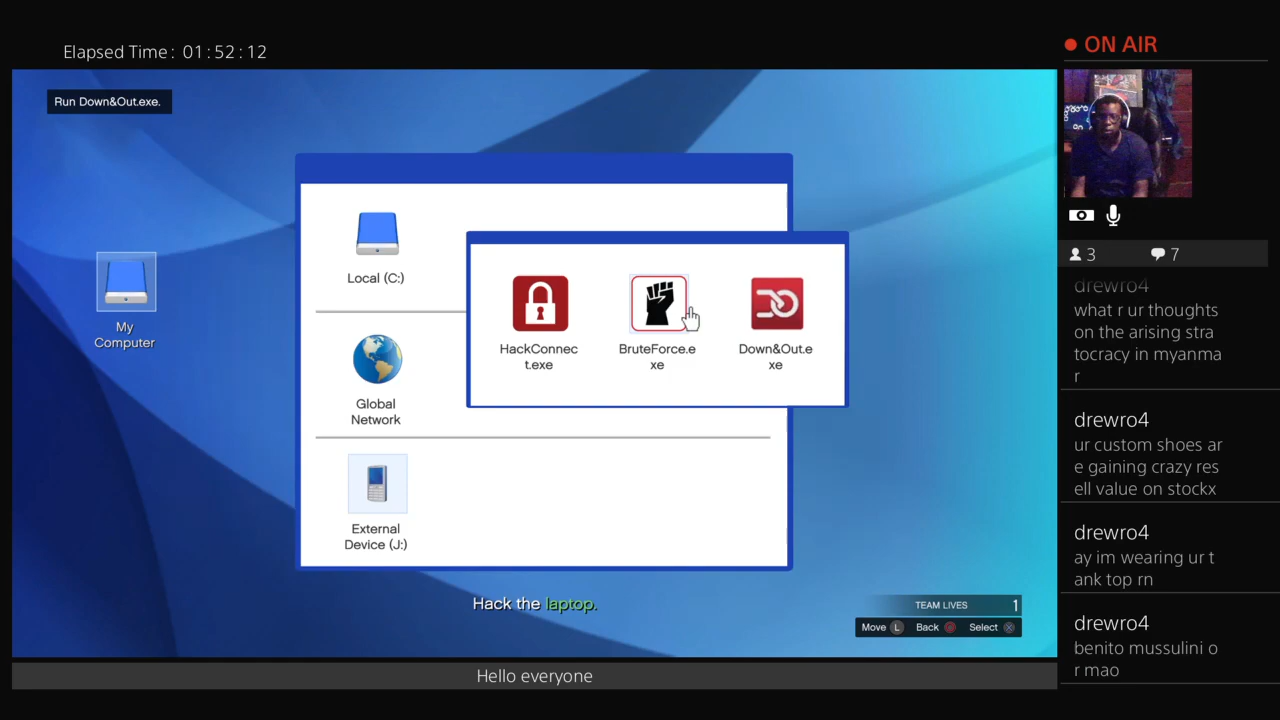 Elapsed Time: 01:52:12
ON AIR
Run Down&Out.exe.
Local (C:)
HackConnec
t.exe
BruteForce.e
xe
Down&Out.e
xe
My
Computer
Global
Network
External
Device (J:)
Hack the laptop.
TEAM LIVES 1
Move L Back Select
Hello everyone
3 7
drewro4
what r ur thoughts
on the arising stra
tocracy in myanma
r
drewro4
ur custom shoes ar
e gaining crazy res
ell value on stockx
drewro4
ay im wearing ur t
ank top rn
drewro4
benito mussulini o
r mao